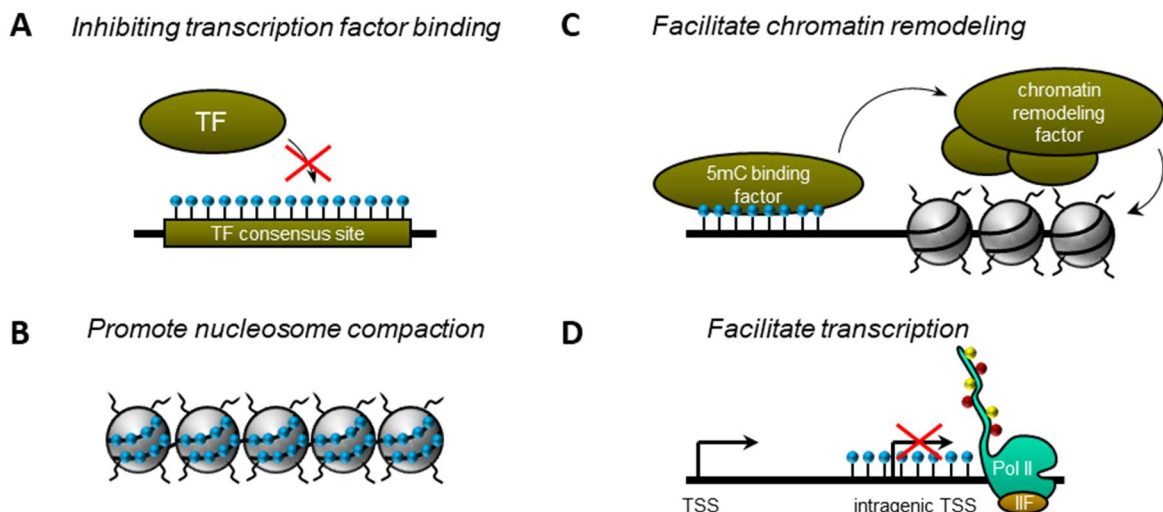 A
Inhibiting transcription factor binding
TF
TF consensus site
B
Promote nucleosome compaction
C
Facilitate chromatin remodeling
chromatin
remodeling
factor
5mC binding
factor
D
Facilitate transcription
Pol II
TSS
intragenic TSS
IIF